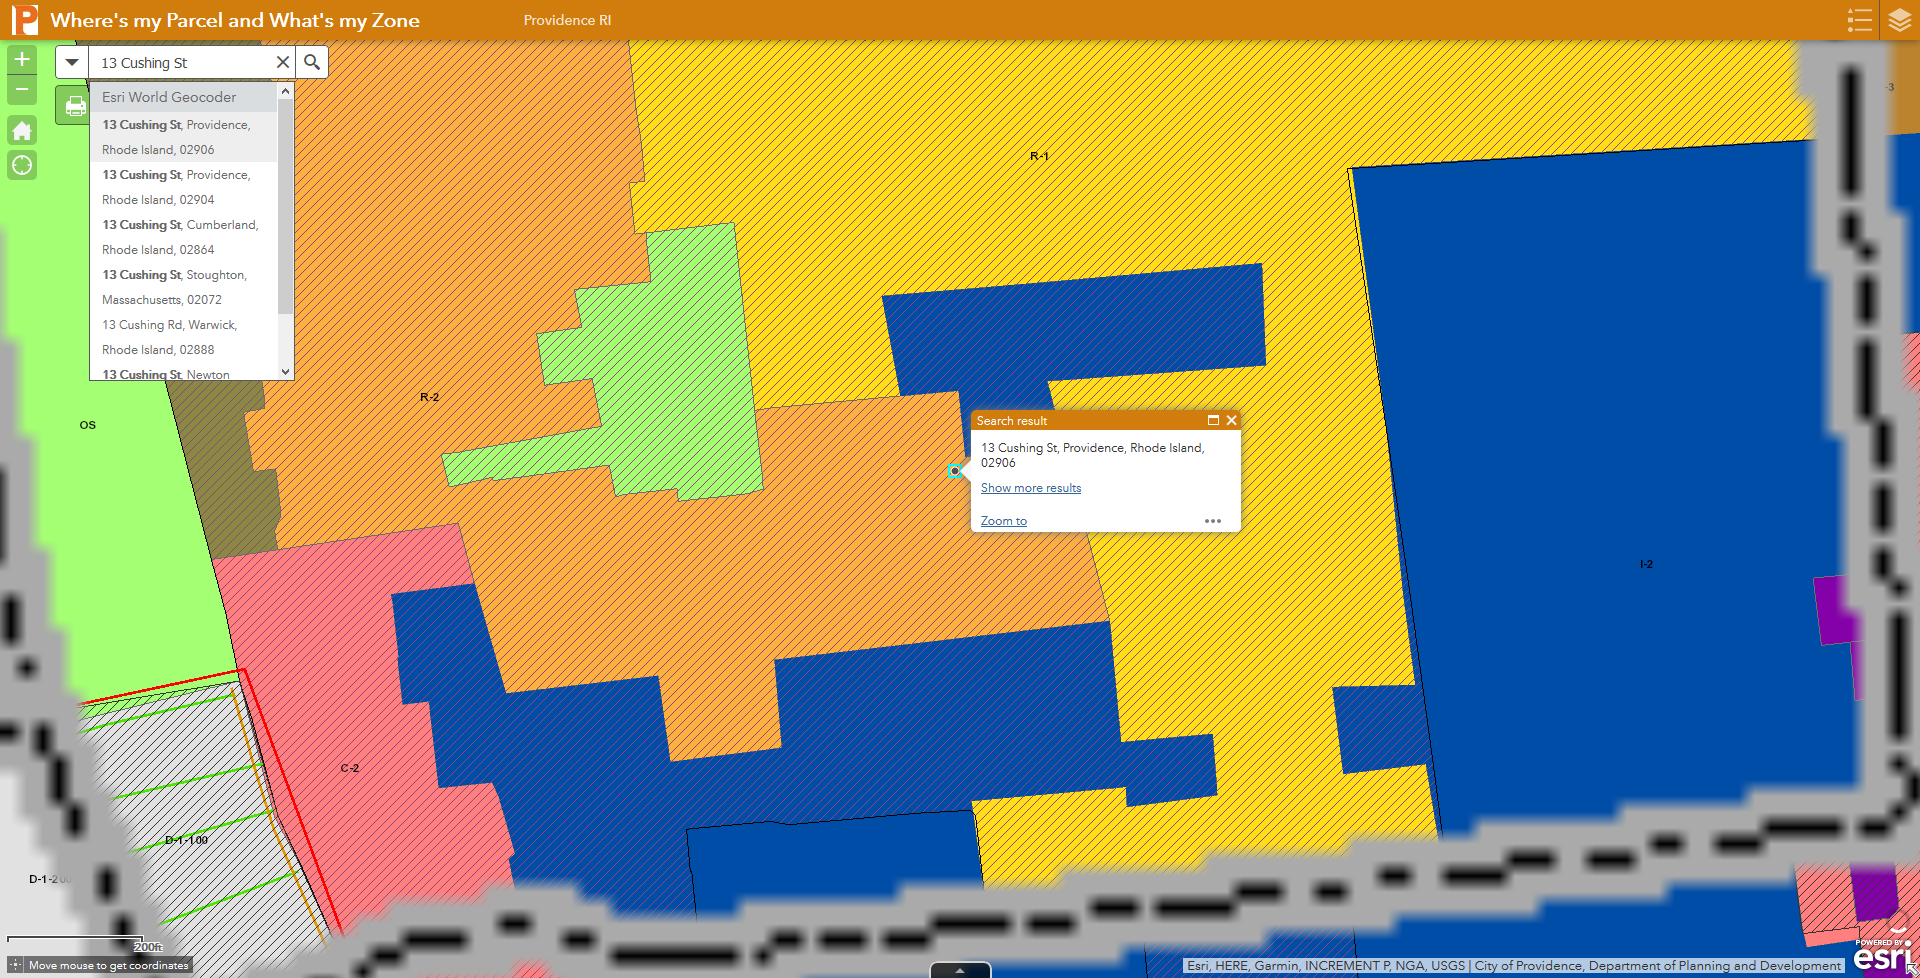 Where's my Parcel and What's my Zone
Providence RI
13 Cushing St
Esri World Geocoder
13 Cushing St, Providence,
Rhode Island, 02906
13 Cushing St, Providence,
Rhode Island, 02904
13 Cushing St, Cumberland,
Rhode Island, 02864
13 Cushing St, Stoughton,
Massachusetts, 02072
13 Cushing Rd, Warwick,
Rhode Island, 02888
13 Cushing St, Newton
R-1
-3
R-2
OS
Search result
13 Cushing St, Providence, Rhode Island,
02906
Show more results
Zoom to
I-2
C-2
D-1-100
D-1-200
200ft
Move mouse to get coordinates
Esri, HERE, Garmin, INCREMENT P, NGA, USGS | City of Providence, Department of Planning and Development
POWERED BY
esri